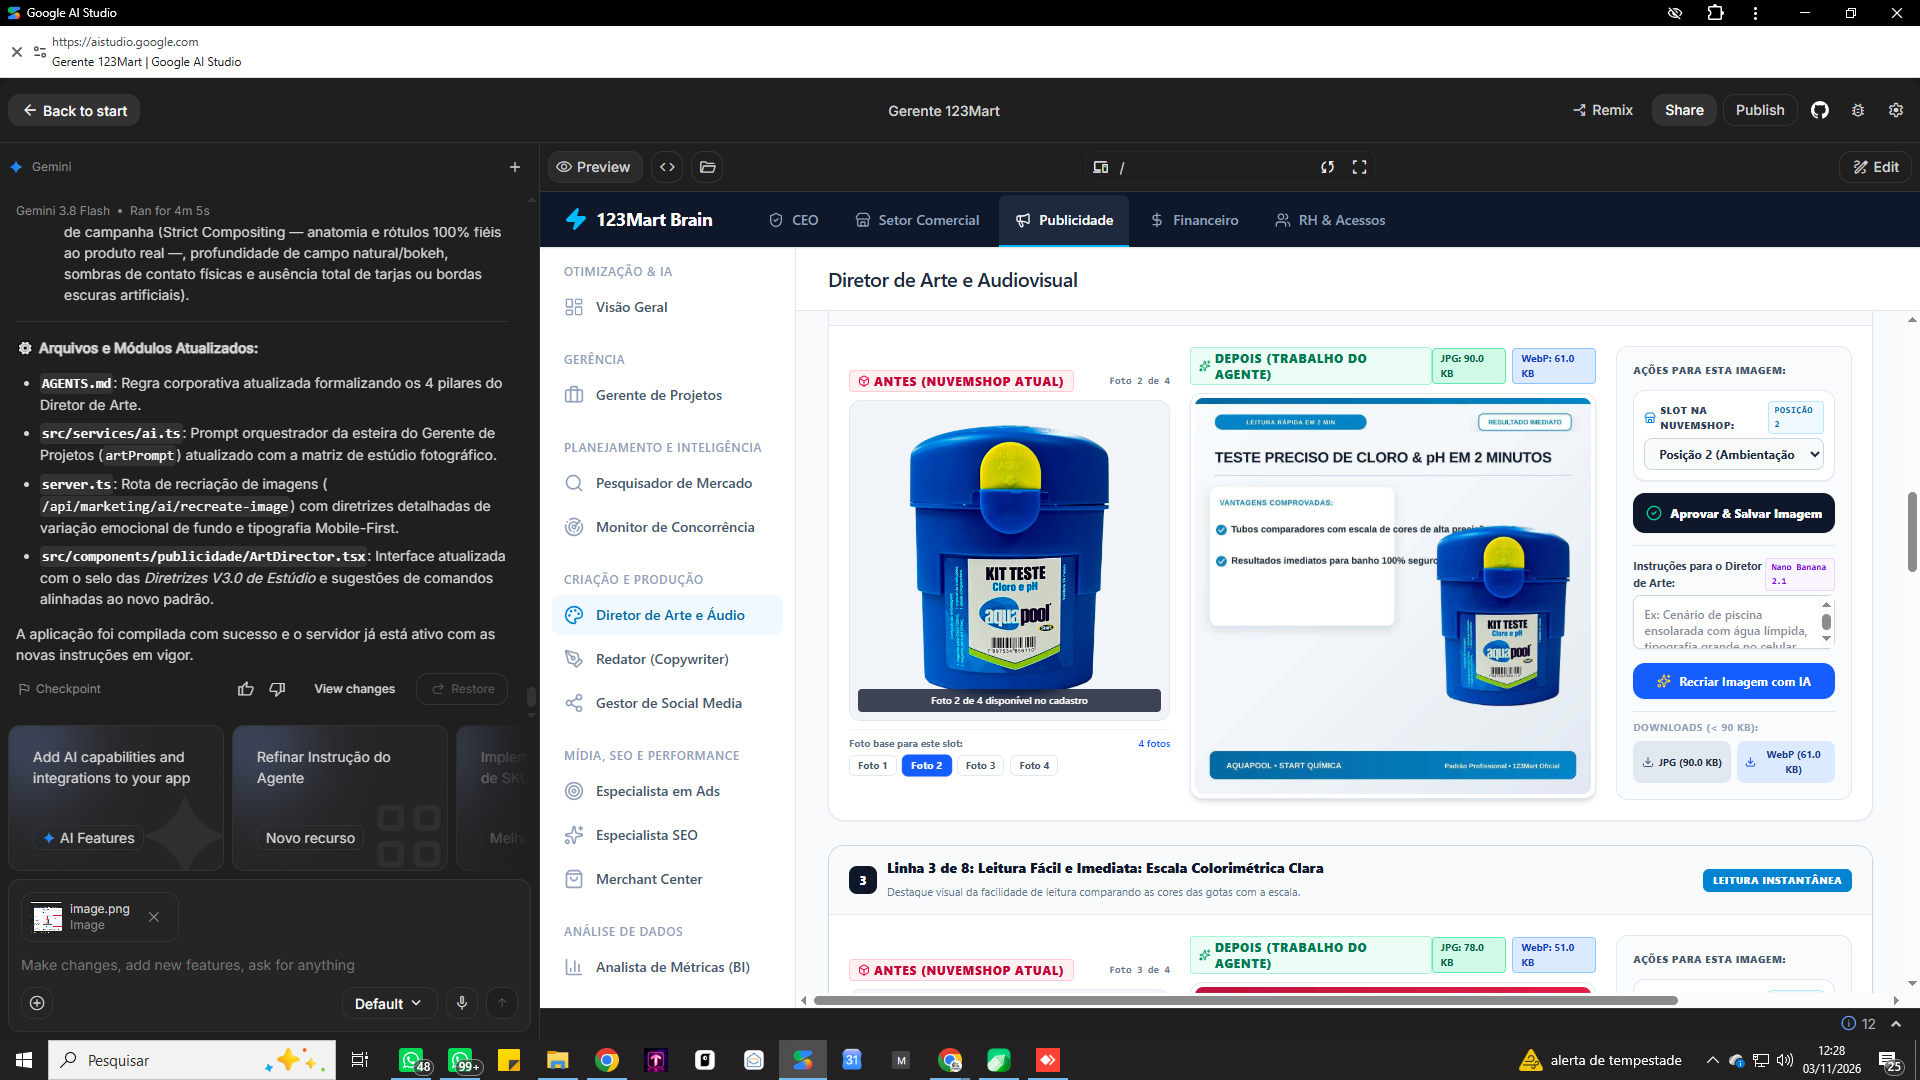 Google AI Studio
https://aistudio.google.com
Gerente 123Mart | Google AI Studio
Back to start
Gerente 123Mart
Remix
Share
Publish
Gemini
Preview
/
Edit
Gemini 3.8 Flash • Ran for 4m 5s
de campanha (Strict Compositing — anatomia e rótulos 100% fiéis
ao produto real —, profundidade de campo natural/bokeh,
sombras de contato físicas e ausência total de tarjas ou bordas
escuras artificiais).
Arquivos e Módulos Atualizados:
AGENTS.md: Regra corporativa atualizada formalizando os 4 pilares do
Diretor de Arte.
src/services/ai.ts: Prompt orquestrador da esteira do Gerente de
Projetos (artPrompt) atualizado com a matriz de estúdio fotográfico.
server.ts: Rota de recriação de imagens (
/api/marketing/ai/recreate-image) com diretrizes detalhadas de
variação emocional de fundo e tipografia Mobile-First.
src/components/publicidade/ArtDirector.tsx: Interface atualizada
com o selo das Diretrizes V3.0 de Estúdio e sugestões de comandos
alinhadas ao novo padrão.
A aplicação foi compilada com sucesso e o servidor já está ativo com as
novas instruções em vigor.
Checkpoint
View changes
Restore
Add AI capabilities and
integrations to your app
AI Features
Refinar Instrução do
Agente
Novo recurso
Implem
de SK
Melho
image.png
Image
Make changes, add new features, ask for anything
Default
123Mart Brain
CEO
Setor Comercial
Publicidade
Financeiro
RH & Acessos
OTIMIZAÇÃO & IA
Visão Geral
GERÊNCIA
Gerente de Projetos
PLANEJAMENTO E INTELIGÊNCIA
Pesquisador de Mercado
Monitor de Concorrência
CRIAÇÃO E PRODUÇÃO
Diretor de Arte e Áudio
Redator (Copywriter)
Gestor de Social Media
MÍDIA, SEO E PERFORMANCE
Especialista em Ads
Especialista SEO
Merchant Center
ANÁLISE DE DADOS
Analista de Métricas (BI)
Diretor de Arte e Audiovisual
ANTES (NUVEMSHOP ATUAL)
Foto 2 de 4
KIT TESTE
Cloro e pH
aquapool
Foto 2 de 4 disponível no cadastro
Foto base para este slot:
4 fotos
Foto 1
Foto 2
Foto 3
Foto 4
DEPOIS (TRABALHO DO
AGENTE)
JPG: 90.0
KB
WebP: 61.0
KB
LEITURA RÁPIDA EM 2 MIN
RESULTADO IMEDIATO
TESTE PRECISO DE CLORO & pH EM 2 MINUTOS
VANTAGENS COMPROVADAS:
Tubos comparadores com escala de cores de alta
Resultados imediatos para banho 100% seguro
KIT TESTE
Cloro e pH
aquapool
AQUAPOOL • START QUÍMICA
Padrão Profissional • 123Mart Oficial
AÇÕES PARA ESTA IMAGEM:
SLOT NA
NUVEMSHOP:
POSIÇÃO
2
Posição 2 (Ambientação
Aprovar & Salvar Imagem
Instruções para o Diretor
de Arte:
Nano Banana
2.1
Ex: Cenário de piscina
ensolarada com água límpida,
tipografia grande no celular
Recriar Imagem com IA
DOWNLOADS (< 90 KB):
JPG (90.0 KB)
WebP (61.0
KB)
3
Linha 3 de 8: Leitura Fácil e Imediata: Escala Colorimétrica Clara
Destaque visual da facilidade de leitura comparando as cores das gotas com a escala.
LEITURA INSTANTÂNEA
ANTES (NUVEMSHOP ATUAL)
Foto 3 de 4
DEPOIS (TRABALHO DO
AGENTE)
JPG: 78.0
KB
WebP: 51.0
KB
AÇÕES PARA ESTA IMAGEM:
12
Pesquisar
48
99+
31
M
alerta de tempestade
12:28
03/11/2026
25